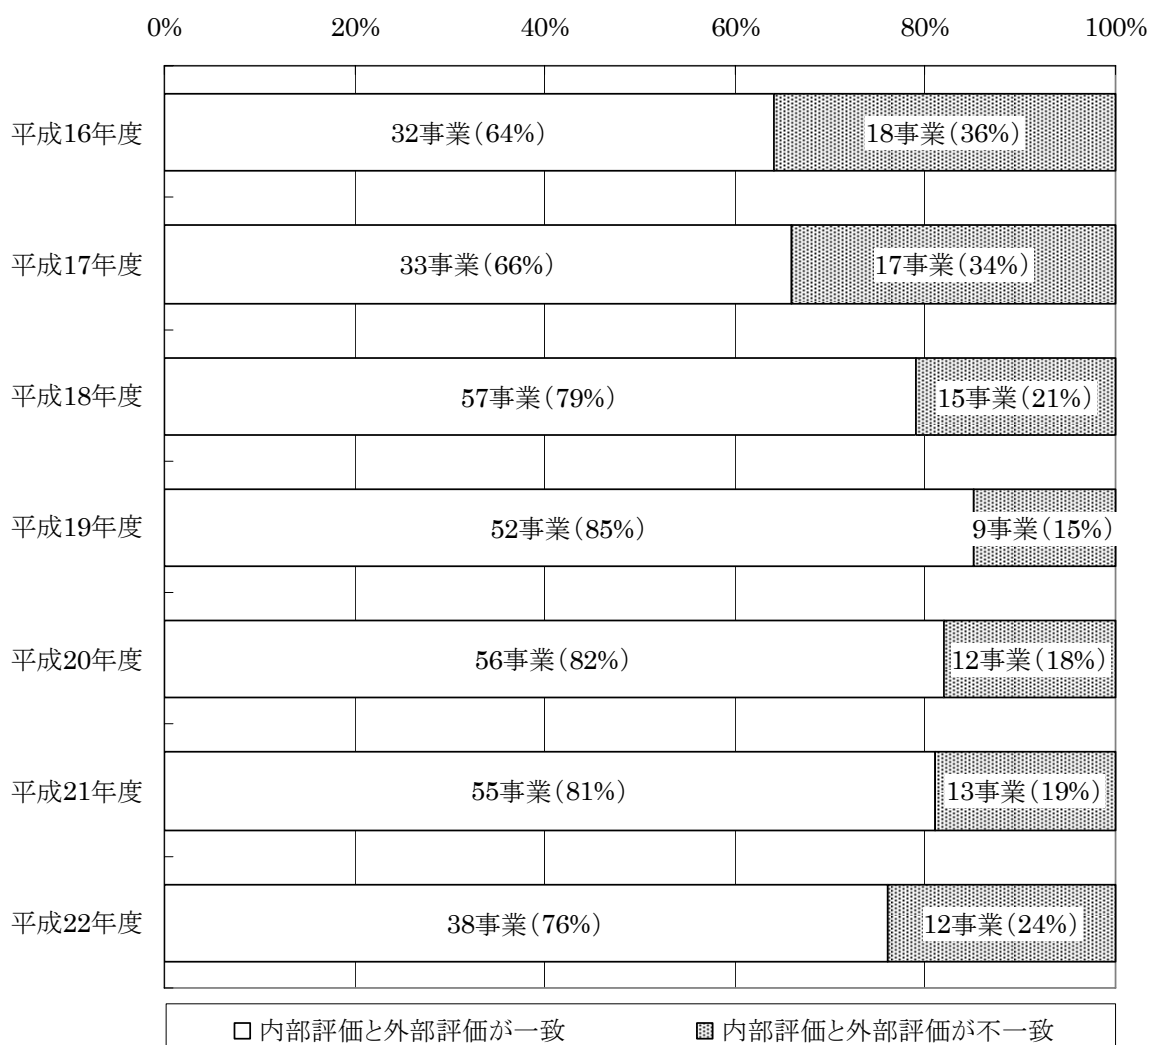 0% 20% 40% 60% 80% 100%
平成16年度 32事業(64%) 18事業(36%)
平成17年度 33事業(66%) 17事業(34%)
平成18年度 57事業(79%) 15事業(21%)
平成19年度 52事業(85%) 9事業(15%)
平成20年度 56事業(82%) 12事業(18%)
平成21年度 55事業(81%) 13事業(19%)
平成22年度 38事業(76%) 12事業(24%)
内部評価と外部評価が一致 内部評価と外部評価が不一致